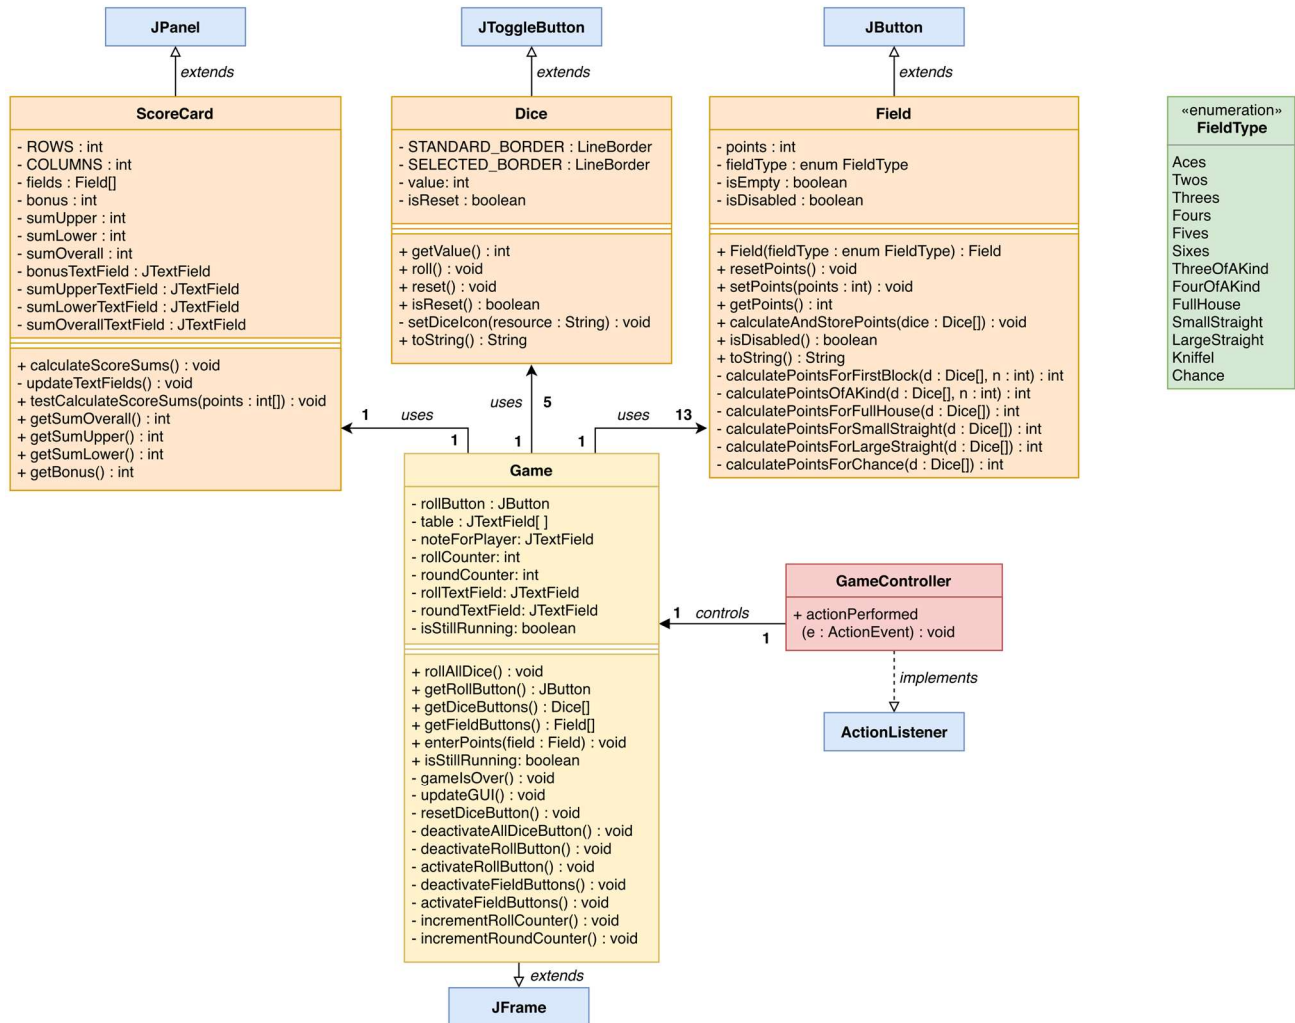 JPanel
JToggleButton
JButton
extends
extends
extends
ScoreCard
- ROWS : int
- COLUMNS : int
- fields : Field[]
- bonus : int
- sumUpper : int
- sumLower : int
- sumOverall : int
- bonusTextField : JTextField
- sumUpperTextField : JTextField
- sumLowerTextField : JTextField
- sumOverallTextField : JTextField
+ calculateScoreSums() : void
- updateTextFields() : void
+ testCalculateScoreSums(points : int[]) : void
+ getSumOverall() : int
+ getSumUpper() : int
+ getSumLower() : int
+ getBonus() : int
Dice
- STANDARD_BORDER : LineBorder
- SELECTED_BORDER : LineBorder
- value: int
- isReset : boolean
+ getValue() : int
+ roll() : void
+ reset() : void
+ isReset() : boolean
- setDiceIcon(resource : String) : void
+ toString() : String
Field
- points : int
- fieldType : enum FieldType
- isEmpty : boolean
- isDisabled : boolean
+ Field(fieldType : enum FieldType) : Field
+ resetPoints() : void
+ setPoints(points : int) : void
+ getPoints() : int
+ calculateAndStorePoints(dice : Dice[]) : void
+ isDisabled() : boolean
+ toString() : String
- calculatePointsForFirstBlock(d : Dice[], n : int) : int
- calculatePointsOfAKind(d : Dice[], n : int) : int
- calculatePointsForFullHouse(d : Dice[]) : int
- calculatePointsForSmallStraight(d : Dice[]) : int
- calculatePointsForLargeStraight(d : Dice[]) : int
- calculatePointsForChance(d : Dice[]) : int
«enumeration»
FieldType
Aces
Twos
Threes
Fours
Fives
Sixes
ThreeOfAKind
FourOfAKind
FullHouse
SmallStraight
LargeStraight
Kniffel
Chance
1 uses
1
uses 5
1
uses 13
1
Game
- rollButton : JButton
- table : JTextField[ ]
- noteForPlayer: JTextField
- rollCounter: int
- roundCounter: int
- rollTextField: JTextField
- roundTextField: JTextField
- isStillRunning: boolean
+ rollAllDice() : void
+ getRollButton() : JButton
+ getDiceButtons() : Dice[]
+ getFieldButtons() : Field[]
+ enterPoints(field : Field) : void
+ isStillRunning: boolean
- gameIsOver() : void
- updateGUI() : void
- resetDiceButton() : void
- deactivateAllDiceButton() : void
- deactivateRollButton() : void
- activateRollButton() : void
- deactivateFieldButtons() : void
- activateFieldButtons() : void
- incrementRollCounter() : void
- incrementRoundCounter() : void
1 controls
1
GameController
+ actionPerformed
(e : ActionEvent) : void
implements
ActionListener
extends
JFrame